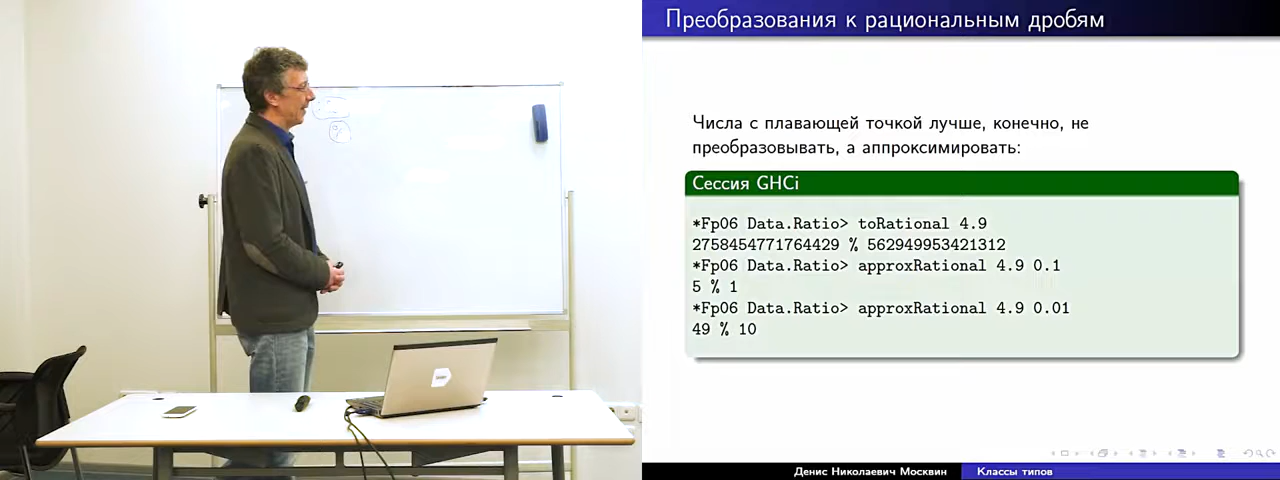 Преобразования к рациональным дробям
Числа с плавающей точкой лучше, конечно, не
преобразовывать, а аппроксимировать:
Сессия GHCi
*Fp06 Data.Ratio> toRational 4.9
2758454771764429 % 562949953421312
*Fp06 Data.Ratio> approxRational 4.9 0.1
5 % 1
*Fp06 Data.Ratio> approxRational 4.9 0.01
49 % 10
Денис Николаевич Москвин
Классы типов